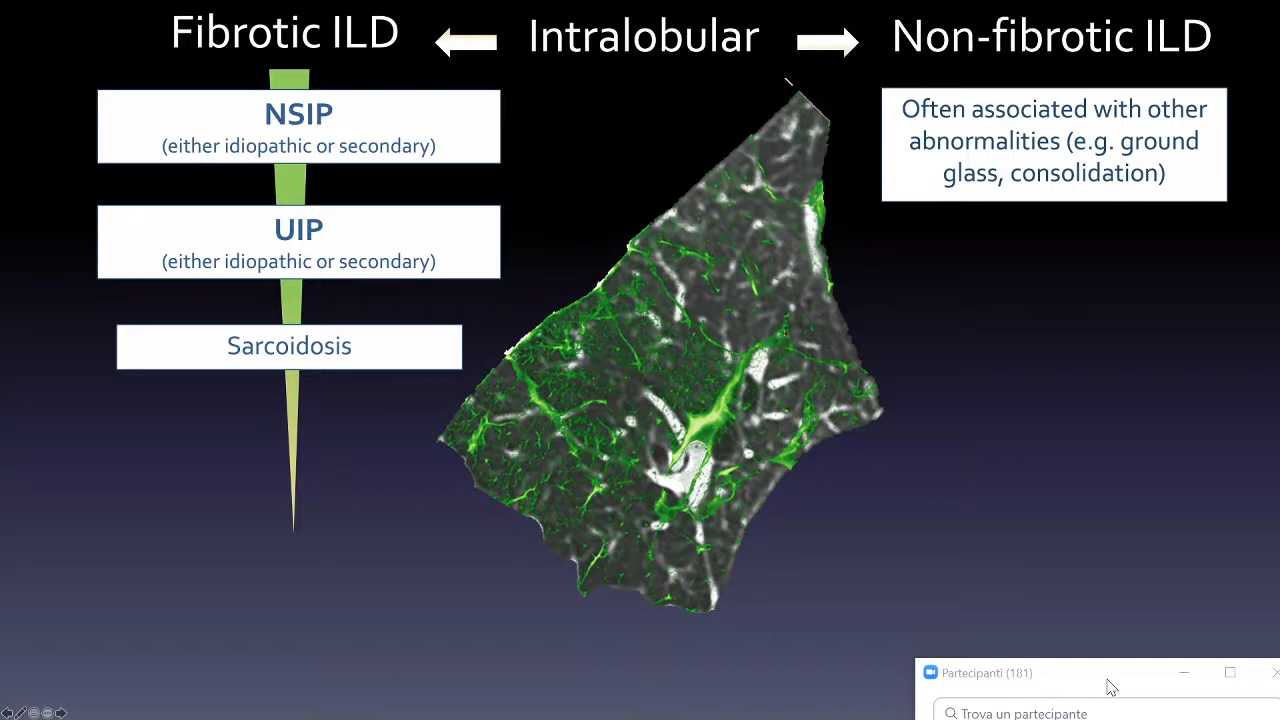 Fibrotic ILD
Intralobular
Non-fibrotic ILD
NSIP
(either idiopathic or secondary)
UIP
(either idiopathic or secondary)
Sarcoidosis
Often associated with other
abnormalities (e.g. ground
glass, consolidation)
Partecipanti (181)
Trova un partecipante